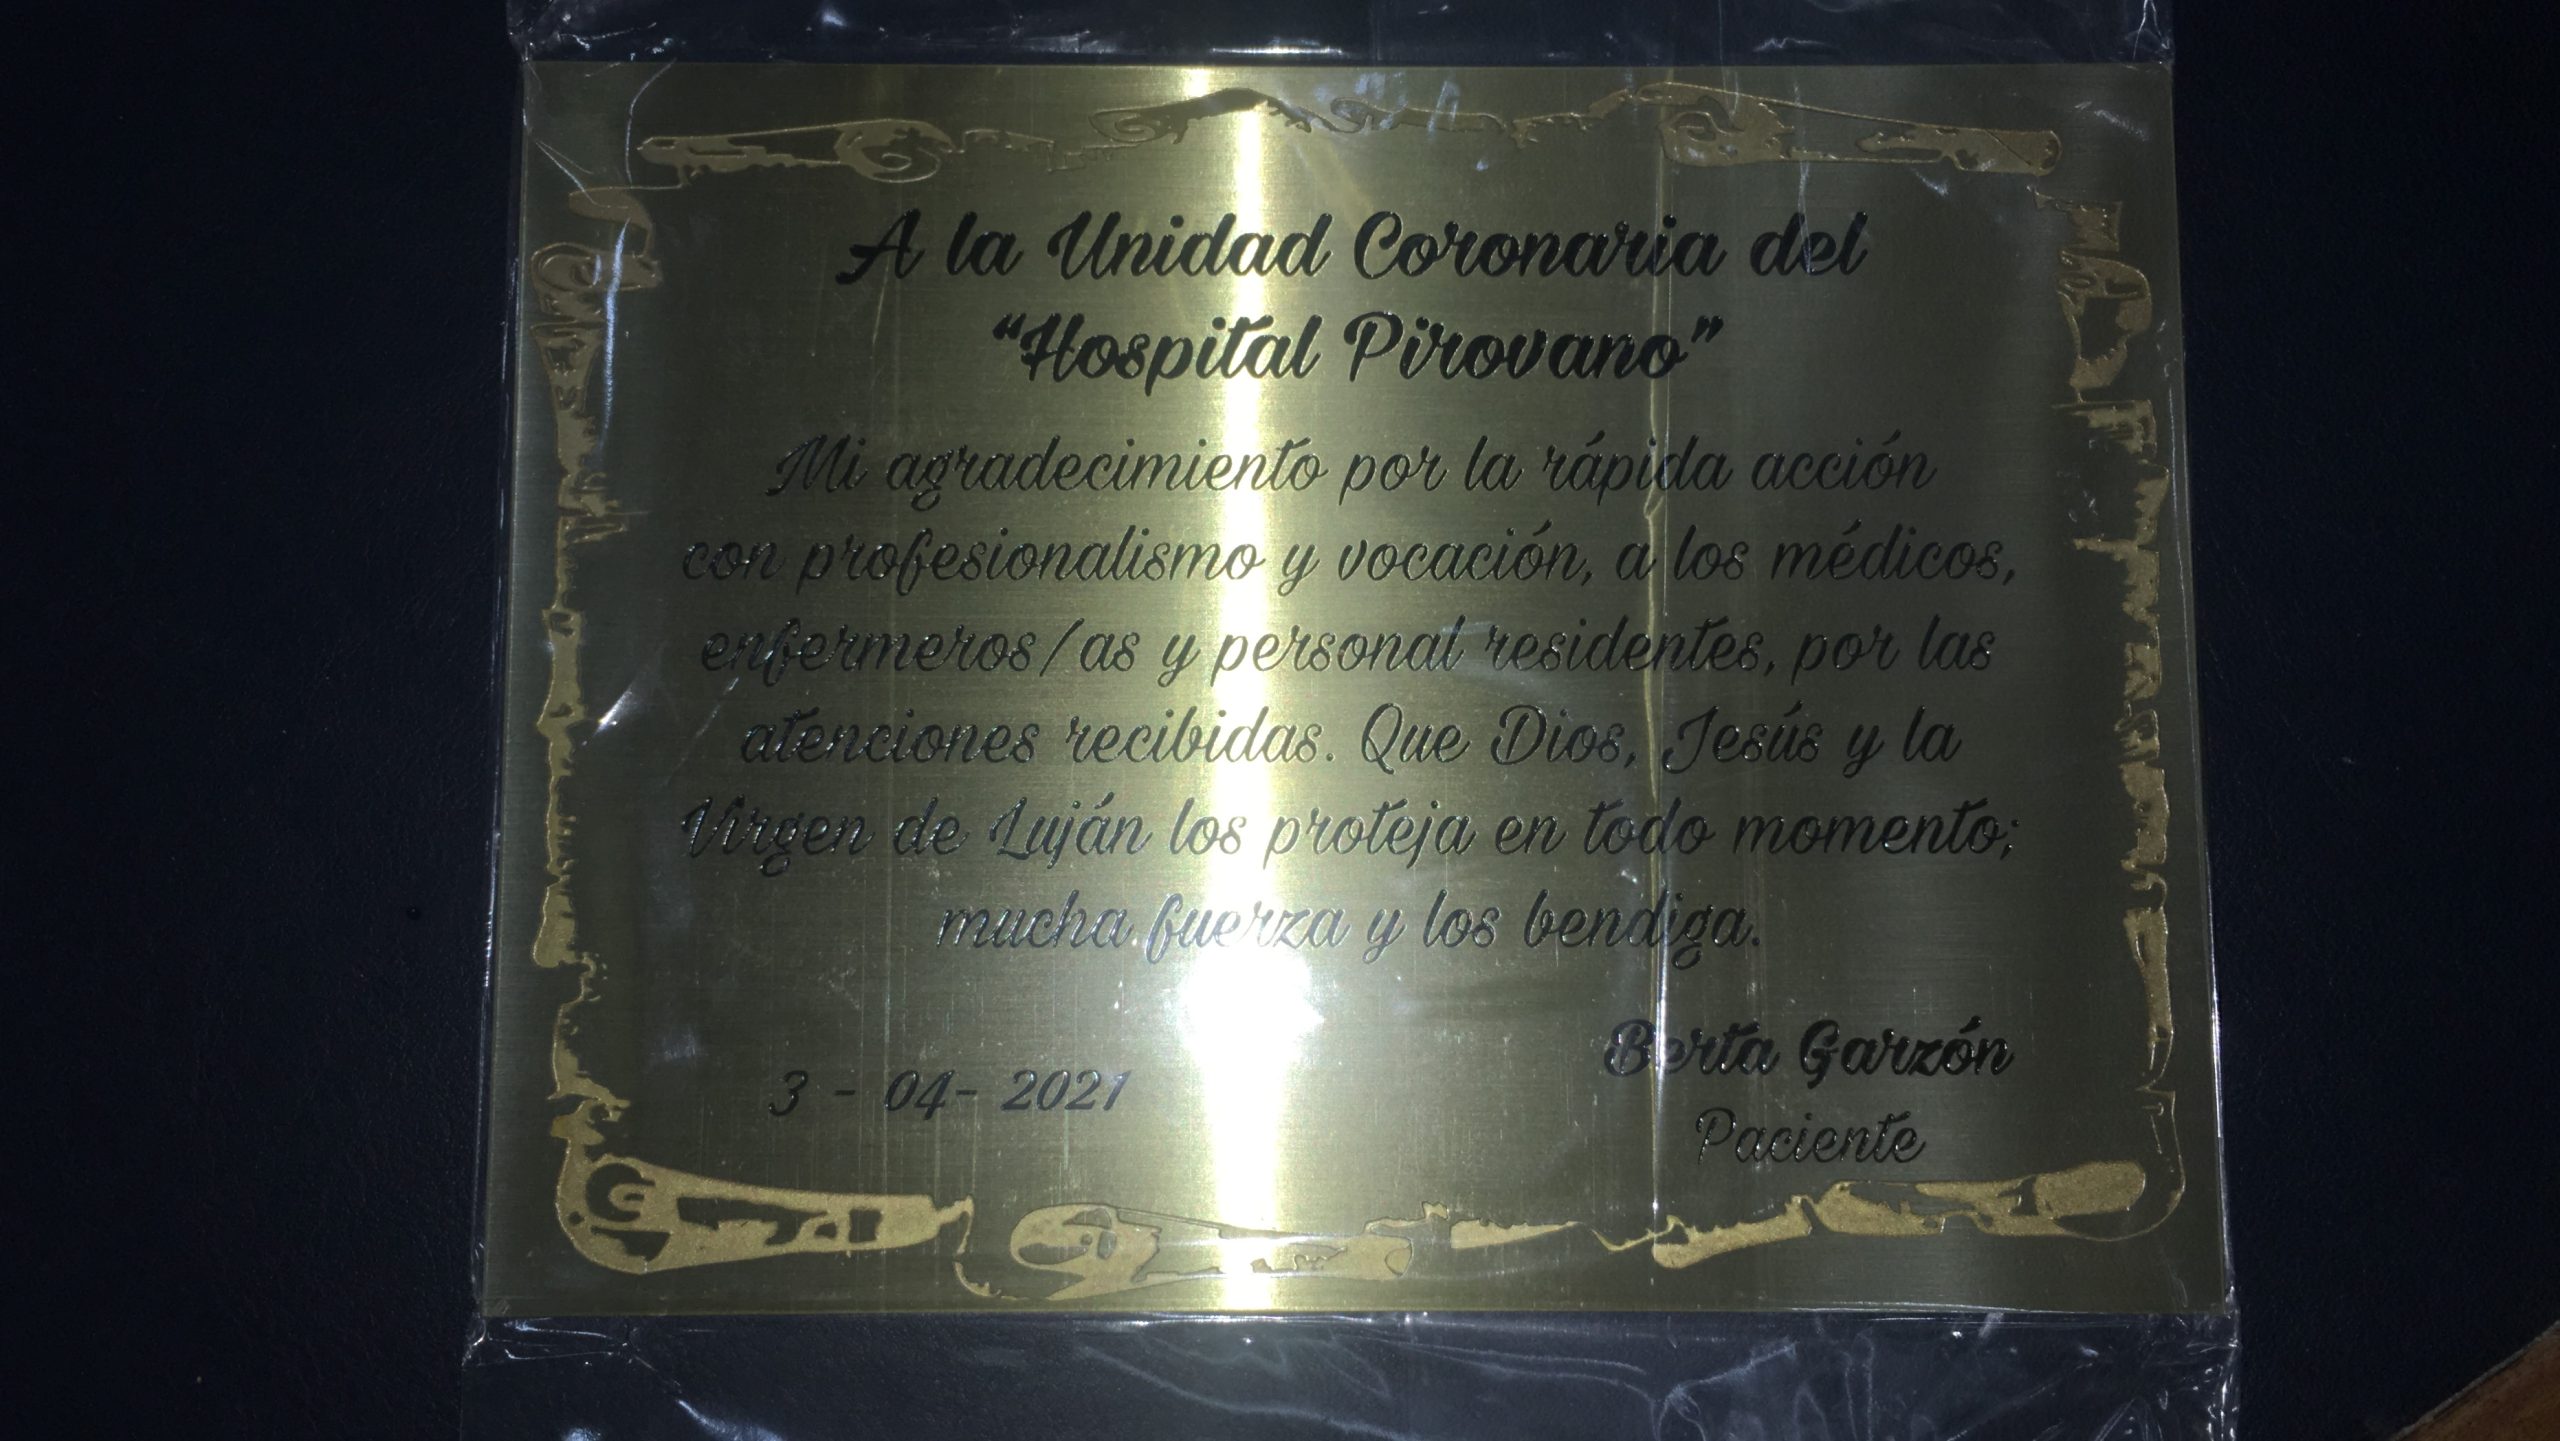 A la Unidad Coronaria del
“Hospital Pirovano”
Mi agradecimiento por la rápida acción
con profesionalismo y vocación, a los médicos,
enfermeros/as y personal residentes, por las
atenciones recibidas. Que Dios, Jesús y la
Virgen de Luján los proteja en todo momento;
mucha fuerza y los bendiga.
Berta Garzón
3 - 04- 2021
Paciente